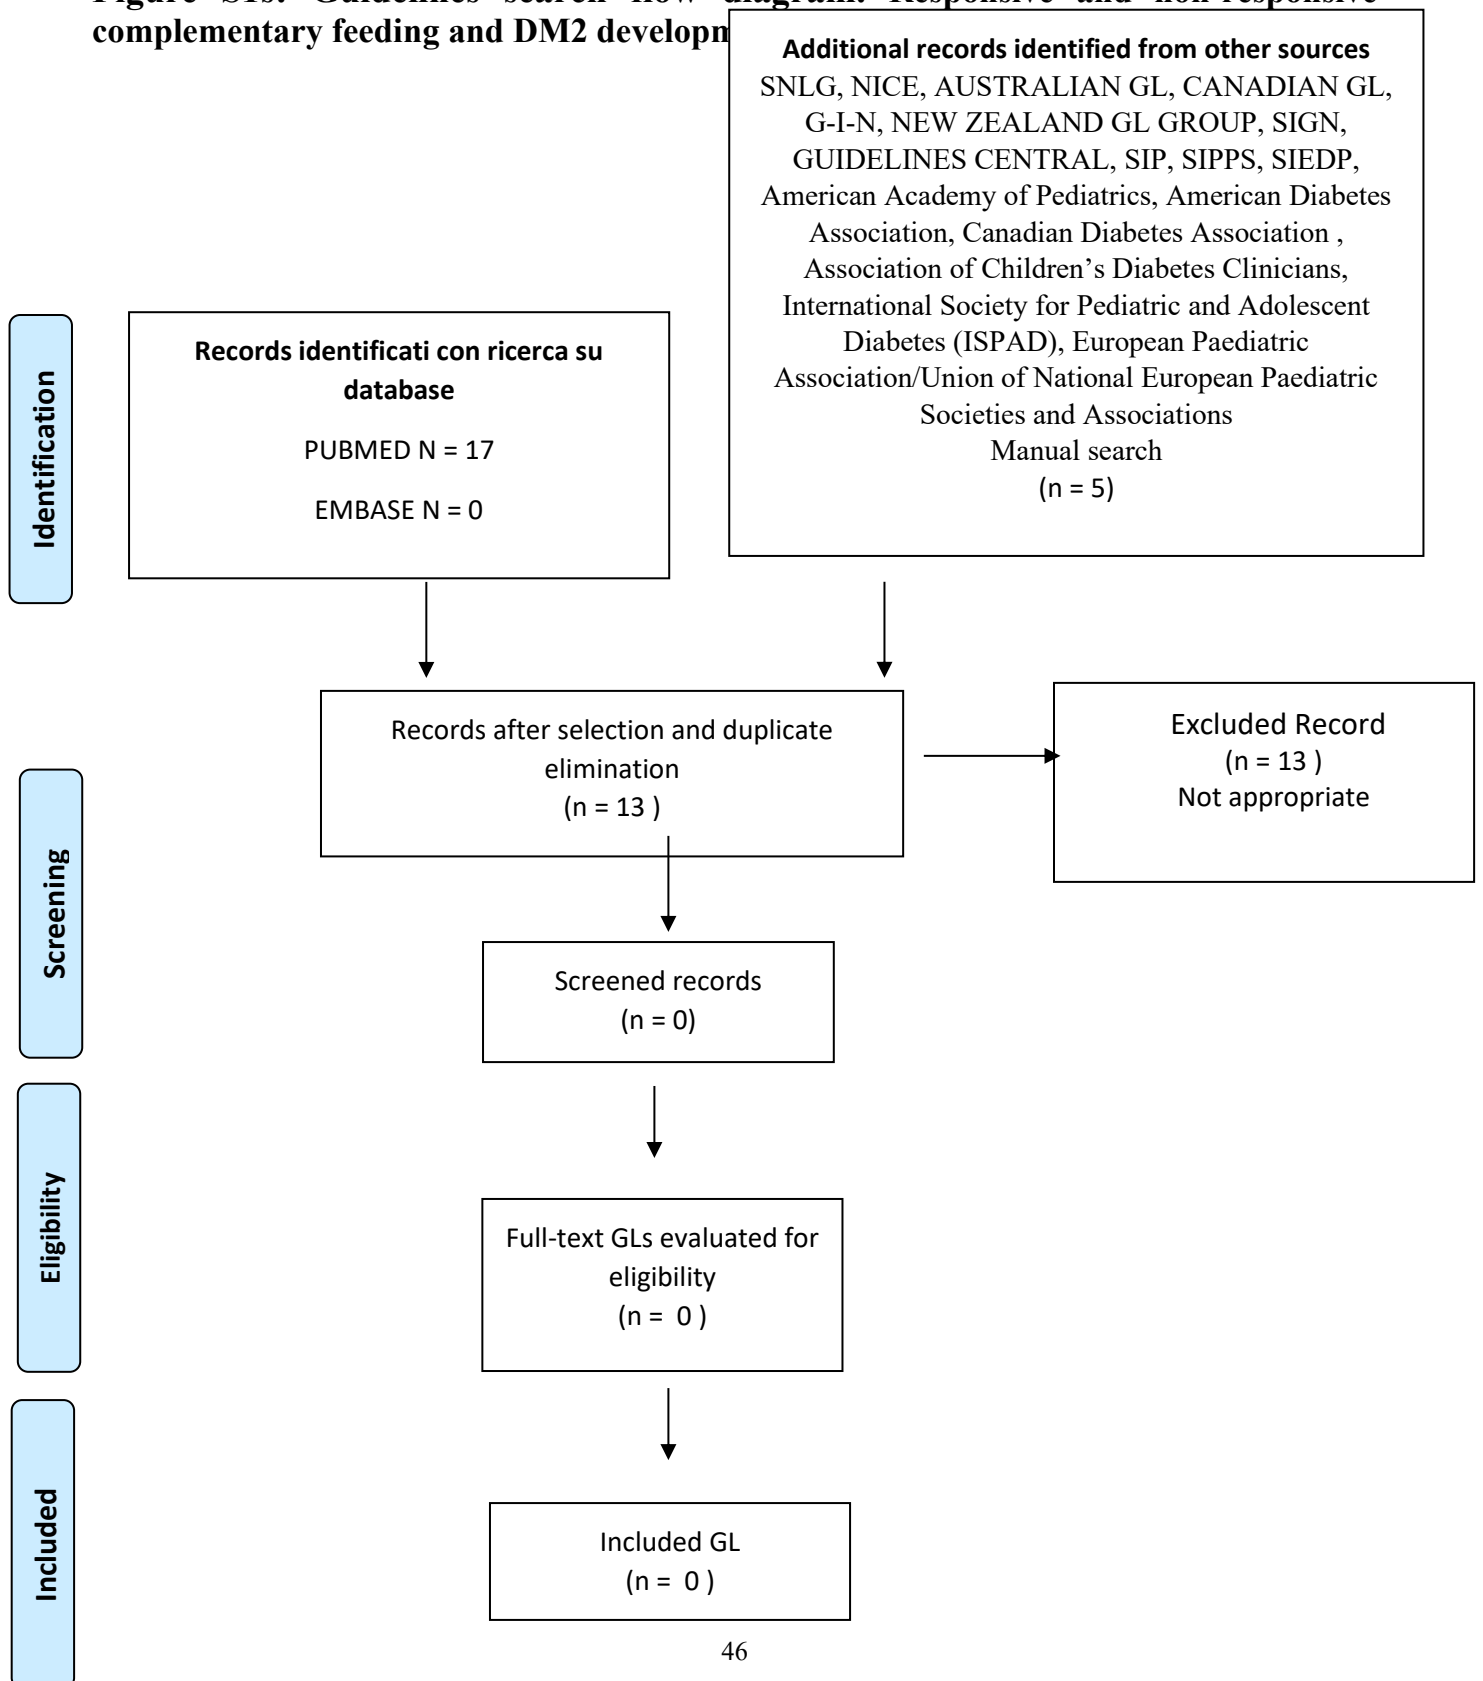 Figure S1s. Guidelines search flow diagram. Responsive and non-responsive
complementary feeding and DM2
Additional records identified from other sources
SNLG, NICE, AUSTRALIAN GL, CANADIAN GL,
G-I-N, NEW ZEALAND GL GROUP, SIGN,
GUIDELINES CENTRAL, SIP, SIPPS, SIEDP,
American Academy of Pediatrics, American Diabetes
Association, Canadian Diabetes Association ,
Association of Children’s Diabetes Clinicians,
International Society for Pediatric and Adolescent
Diabetes (ISPAD), European Paediatric
Association/Union of National European Paediatric
Societies and Associations
Manual search
(n = 5)
Identification
Records identificati con ricerca su
database
PUBMED N = 17
EMBASE N = 0
Records after selection and duplicate
elimination
(n = 13 )
Excluded Record
(n = 13 )
Not appropriate
Screening
Screened records
(n = 0)
Eligibility
Full-text GLs evaluated for
eligibility
(n =  0 )
Included
Included GL
(n =  0 )
46